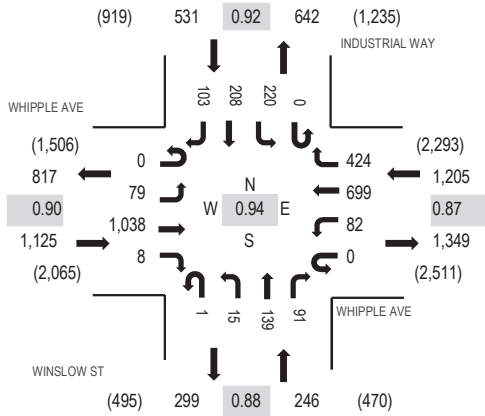 (919) 531 0.92 642 (1,235)
INDUSTRIAL WAY
103 208 220 0
WHIPPLE AVE
(1,506) (2,293)
817 0 424 1,205
79 N 699
0.90 W 0.94 E 0.87
1,125 1,038 S 82 1,349
(2,065) 8 0 (2,511)
1 15 139 91
WHIPPLE AVE
WINSLOW ST
(495) 299 0.88 246 (470)